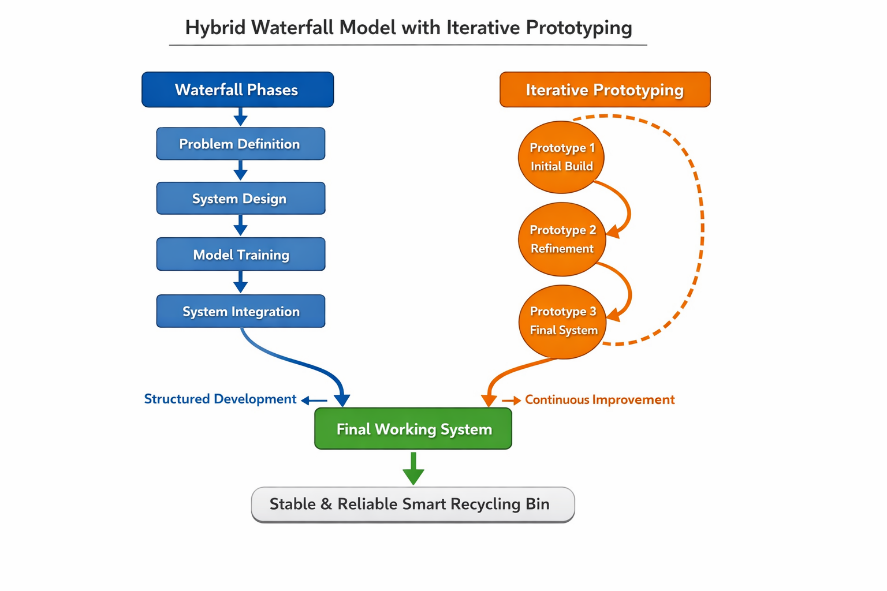 Hybrid Waterfall Model with Iterative Prototyping
Waterfall Phases
Problem Definition
System Design
Model Training
System Integration
Structured Development
Iterative Prototyping
Prototype 1
Initial Build
Prototype 2
Refinement
Prototype 3
Final System
Continuous Improvement
Final Working System
Stable & Reliable Smart Recycling Bin